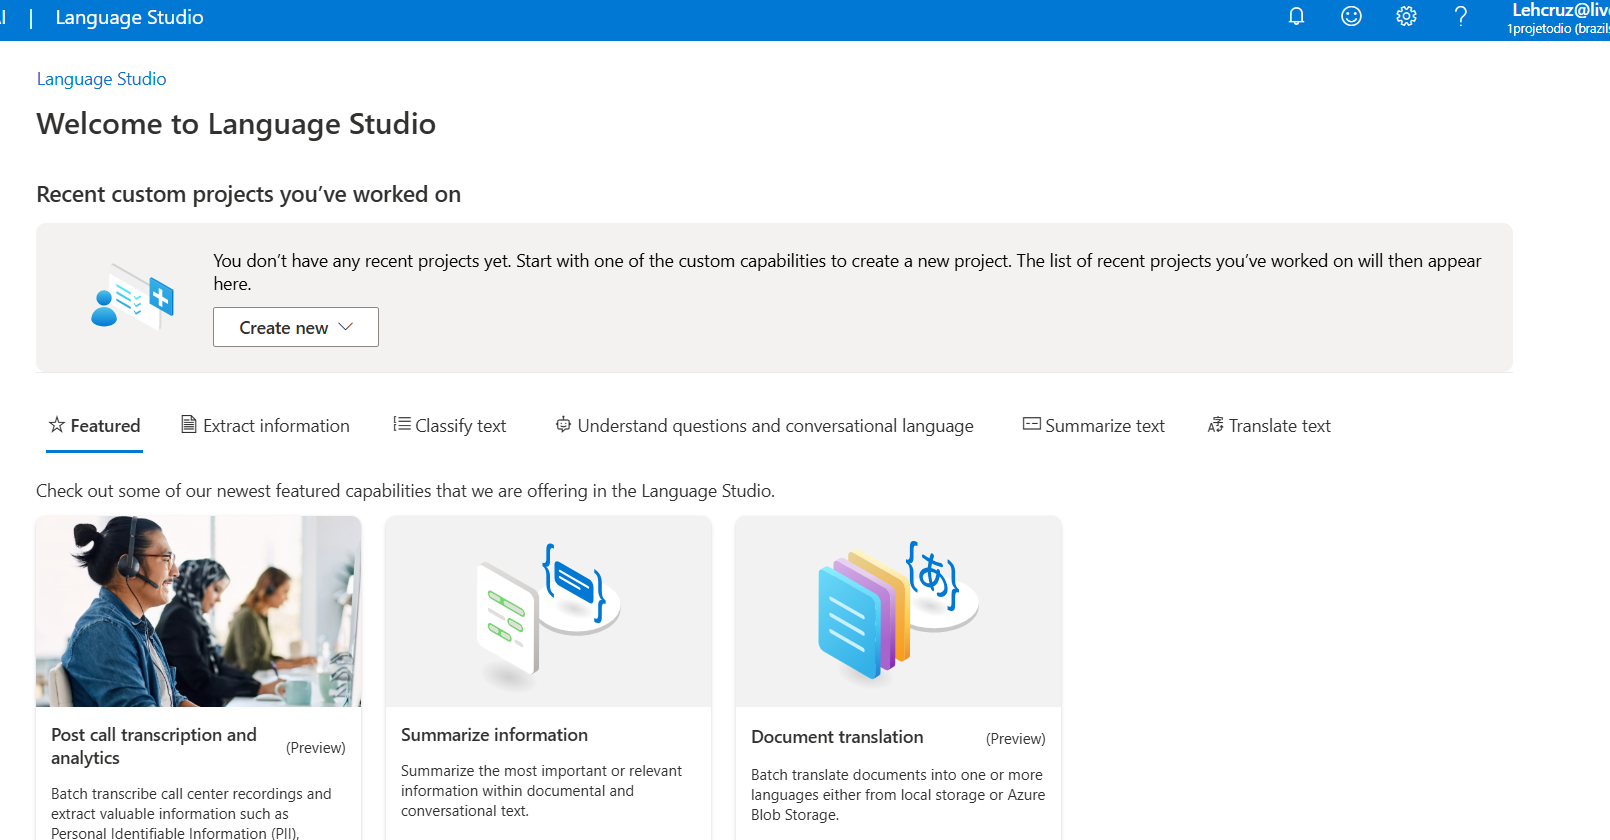 Language Studio
Lehcruz@liv
1projetodio (brazils
Language Studio
Welcome to Language Studio
Recent custom projects you've worked on
You don't have any recent projects yet. Start with one of the custom capabilities to create a new project. The list of recent projects you've worked on will then appear
here.
Create new
Featured
Extract information
Classify text
Understand questions and conversational language
Summarize text
Translate text
Check out some of our newest featured capabilities that we are offering in the Language Studio.
Post call transcription and
analytics
(Preview)
Batch transcribe call center recordings and
extract valuable information such as
Personal Identifiable Information (PII),
Summarize information
Summarize the most important or relevant
information within documental and
conversational text.
Document translation
(Preview)
Batch translate documents into one or more
languages either from local storage or Azure
Blob Storage.